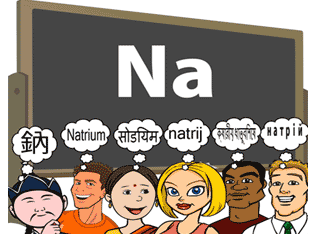 Na
鈉
Natrium
सोडियम
natrij
натрій